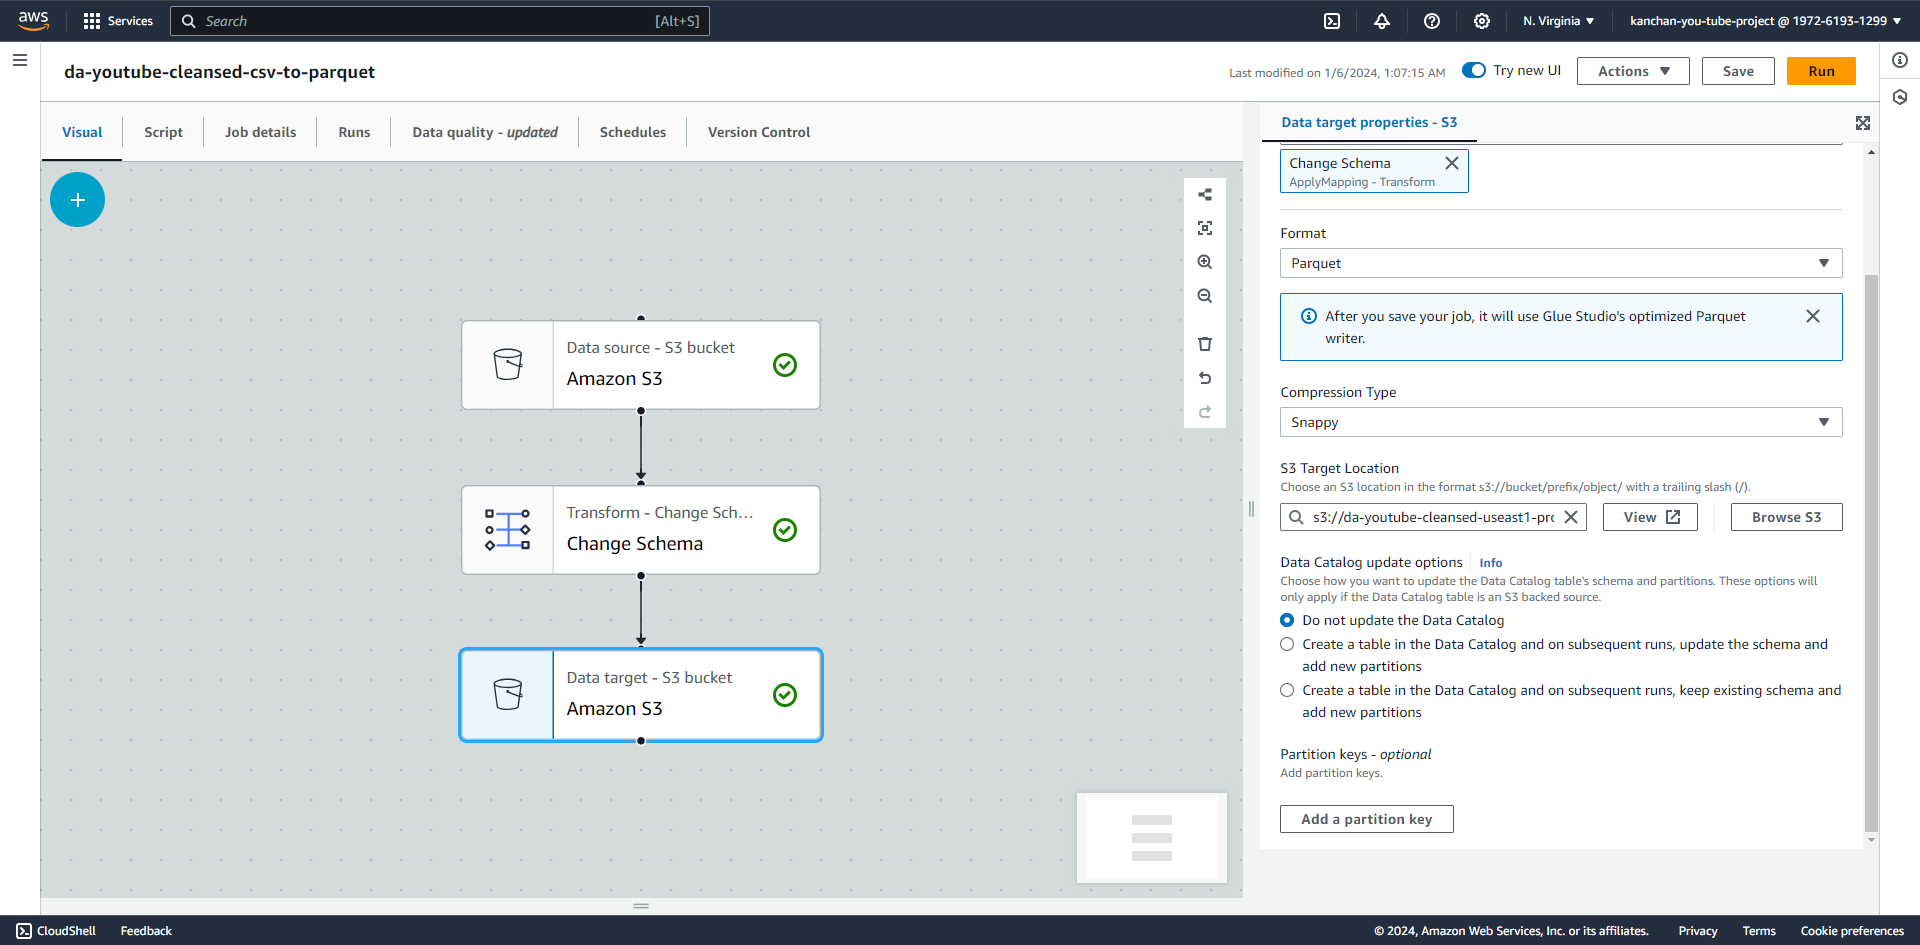 aws
Services
Search [Alt+S]
N. Virginia
kanchan-you-tube-project @ 1972-6193-1299
da-youtube-cleansed-csv-to-parquet
Last modified on 1/6/2024, 1:07:15 AM
Try new UI
Actions
Save
Run
Visual
Script
Job details
Runs
Data quality - updated
Schedules
Version Control
Data source - S3 bucket
Amazon S3
Transform - Change Sch...
Change Schema
Data target - S3 bucket
Amazon S3
Data target properties - S3
Change Schema
ApplyMapping - Transform
Format
Parquet
After you save your job, it will use Glue Studio's optimized Parquet
writer.
Compression Type
Snappy
S3 Target Location
Choose an S3 location in the format s3://bucket/prefix/object/ with a trailing slash (/).
s3://da-youtube-cleansed-useast1-pro
View
Browse S3
Data Catalog update options
Info
Choose how you want to update the Data Catalog table's schema and partitions. These options will
only apply if the Data Catalog table is an S3 backed source.
Do not update the Data Catalog
Create a table in the Data Catalog and on subsequent runs, update the schema and
add new partitions
Create a table in the Data Catalog and on subsequent runs, keep existing schema and
add new partitions
Partition keys - optional
Add partition keys.
Add a partition key
CloudShell
Feedback
© 2024, Amazon Web Services, Inc. or its affiliates.
Privacy
Terms
Cookie preferences